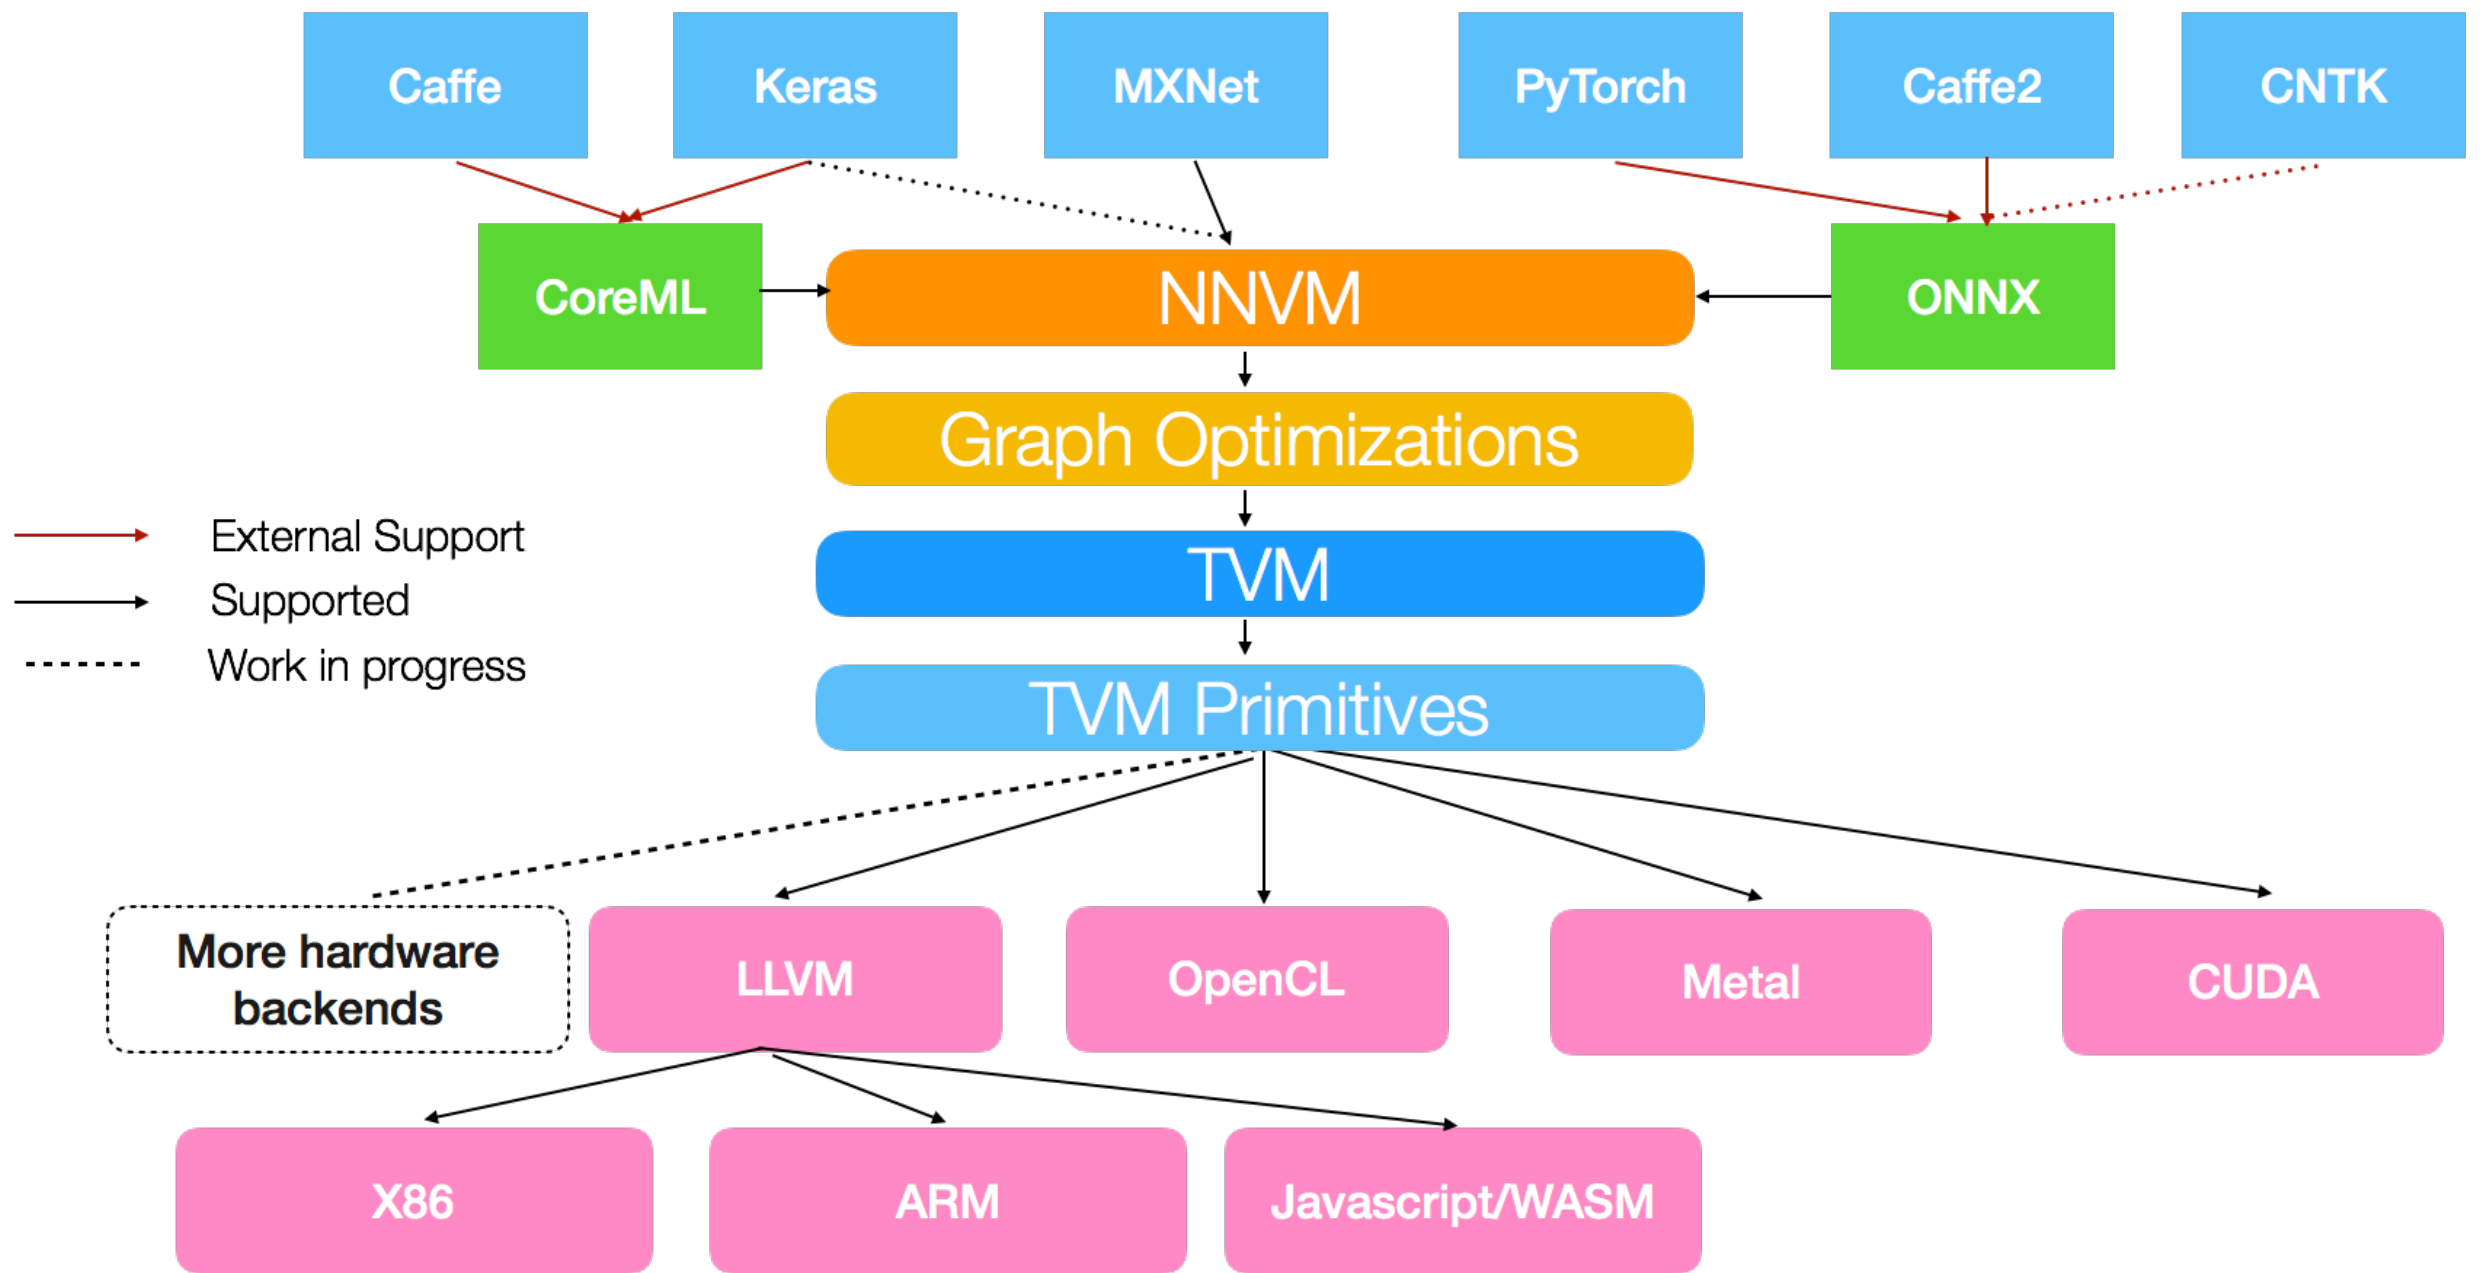 Caffe
Keras
MXNet
PyTorch
Caffe2
CNTK
CoreML
NNVM
ONNX
Graph Optimizations
External Support
Supported
Work in progress
TVM
TVM Primitives
More hardware
backends
LLVM
OpenCL
Metal
CUDA
X86
ARM
Javascript/WASM